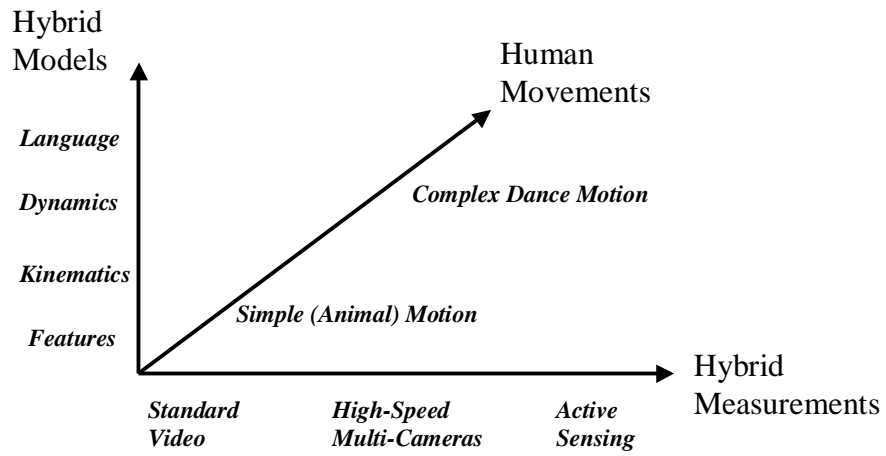 Hybrid
Models
Human
Movements
Language
Dynamics
Complex Dance Motion
Kinematics
Simple (Animal) Motion
Features
Hybrid
Measurements
Standard
Video
High-Speed
Multi-Cameras
Active
Sensing